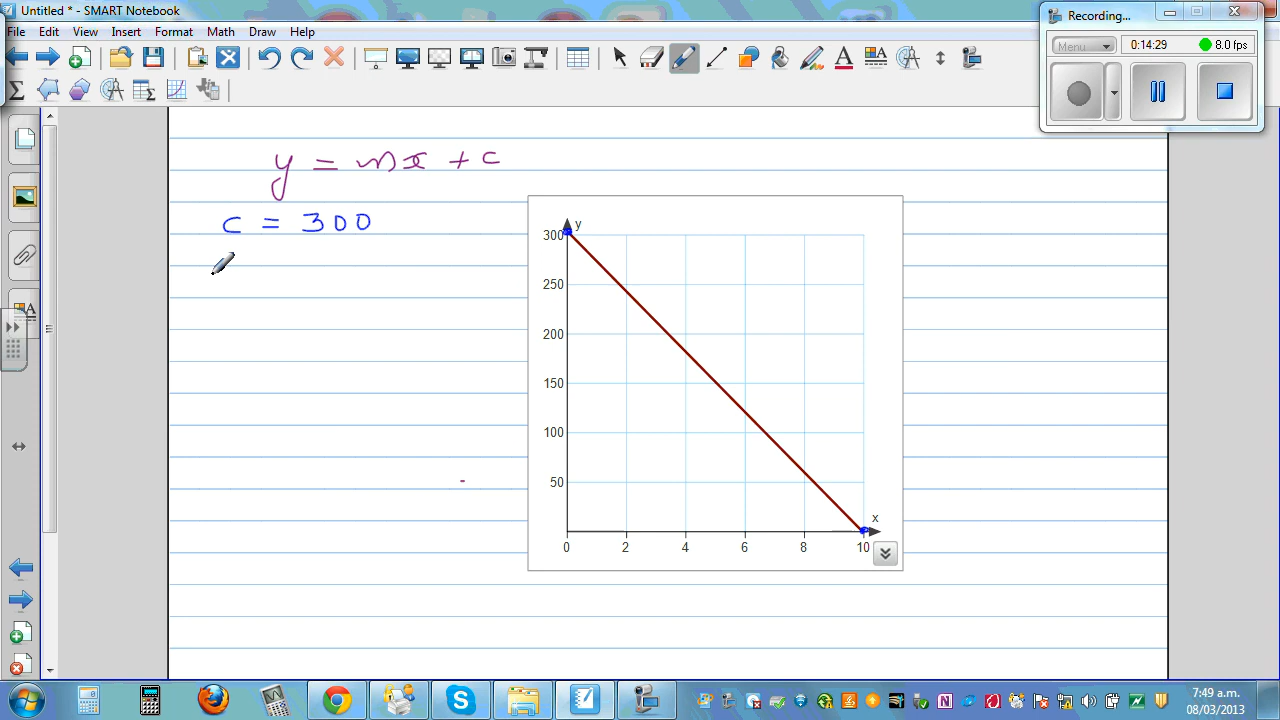 Untitled * - SMART Notebook
Recording...
File Edit View Insert Format Math Draw Help
Menu
0:14:29
8.0 fps
y = mx + c
c = 300
y
300
250
200
150
100
50
x
0 2 4 6 8 10
7:49 a.m.
08/03/2013